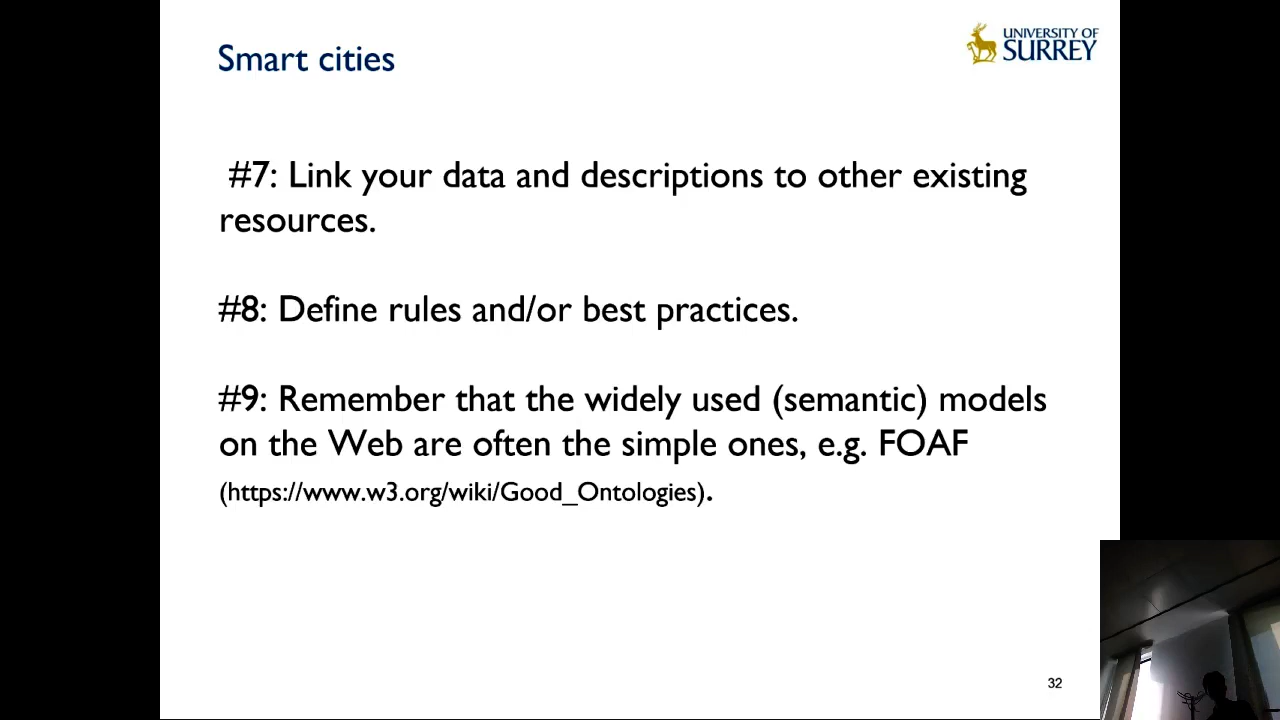 Smart cities
UNIVERSITY OF
SURREY
#7: Link your data and descriptions to other existing
resources.
#8: Define rules and/or best practices.
#9: Remember that the widely used (semantic) models
on the Web are often the simple ones, e.g. FOAF
(https://www.w3.org/wiki/Good_Ontologies).
32